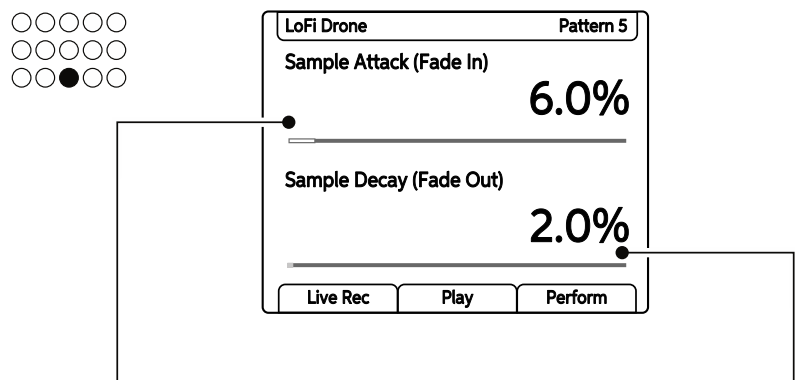 LoFi Drone Pattern 5
Sample Attack (Fade In)
6.0%
Sample Decay (Fade Out)
2.0%
Live Rec Play Perform